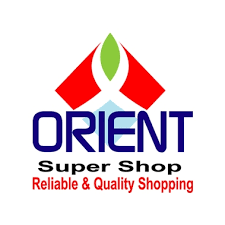 ORIENT
Super Shop
Reliable & Quality Shopping